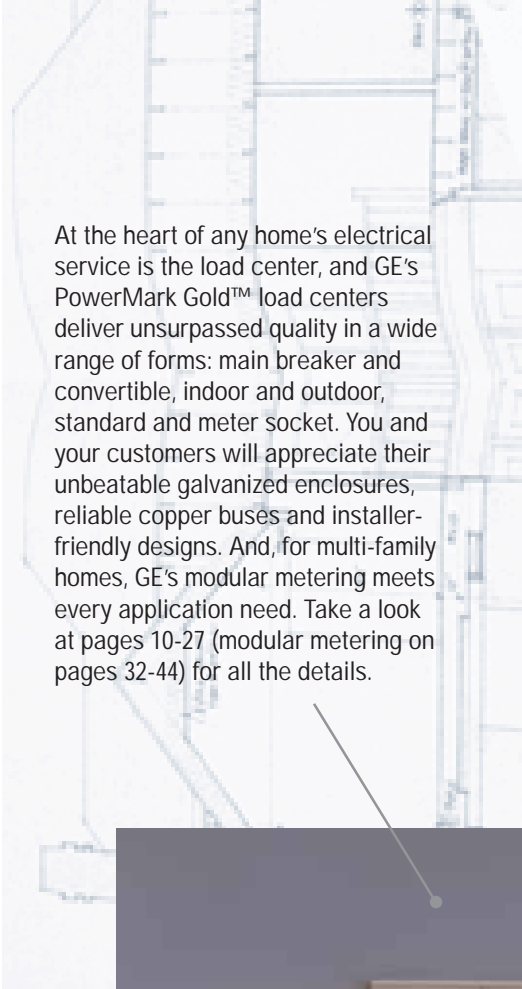 At the heart of any home’s electrical
service is the load center, and GE’s
PowerMark Gold™ load centers
deliver unsurpassed quality in a wide
range of forms: main breaker and
convertible, indoor and outdoor,
standard and meter socket. You and
your customers will appreciate their
unbeatable galvanized enclosures,
reliable copper buses and installer-
friendly designs. And, for multi-family
homes, GE’s modular metering meets
every application need. Take a look
at pages 10-27 (modular metering on
pages 32-44) for all the details.